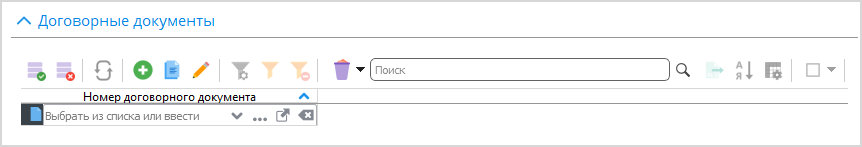 Договорные документы
Поиск
А
Я
Номер договорного документа
Выбрать из списка или ввести